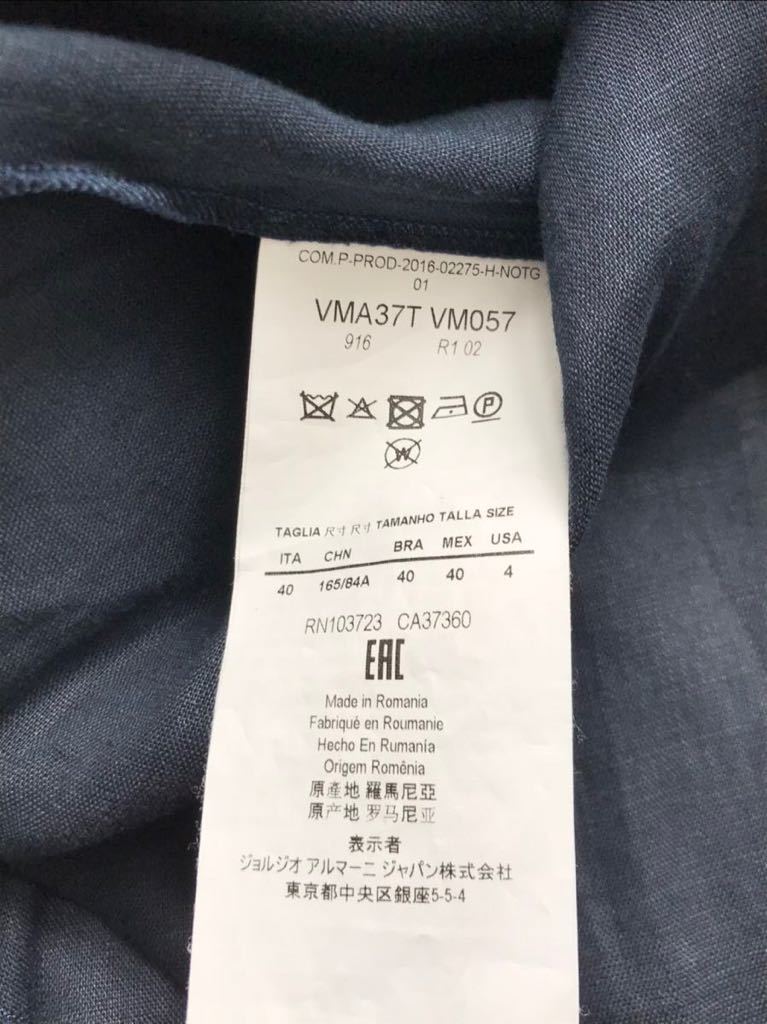 COM.P-PROD-2016-02275-H-NOTG
01
VMA37T VM057
916 R1 02
P
W
TAGLIA 尺寸 尺寸 TAMANHO TALLA SIZE
ITA CHN BRA MEX USA
40 165/84A 40 40 4
RN103723 CA37360
EAC
Made in Romania
Fabriqué en Roumanie
Hecho En Rumanía
Origem Romênia
原產地 羅馬尼亞
原产地 罗马尼亚
表示者
ジョルジオ アルマーニ ジャパン株式会社
東京都中央区銀座5-5-4